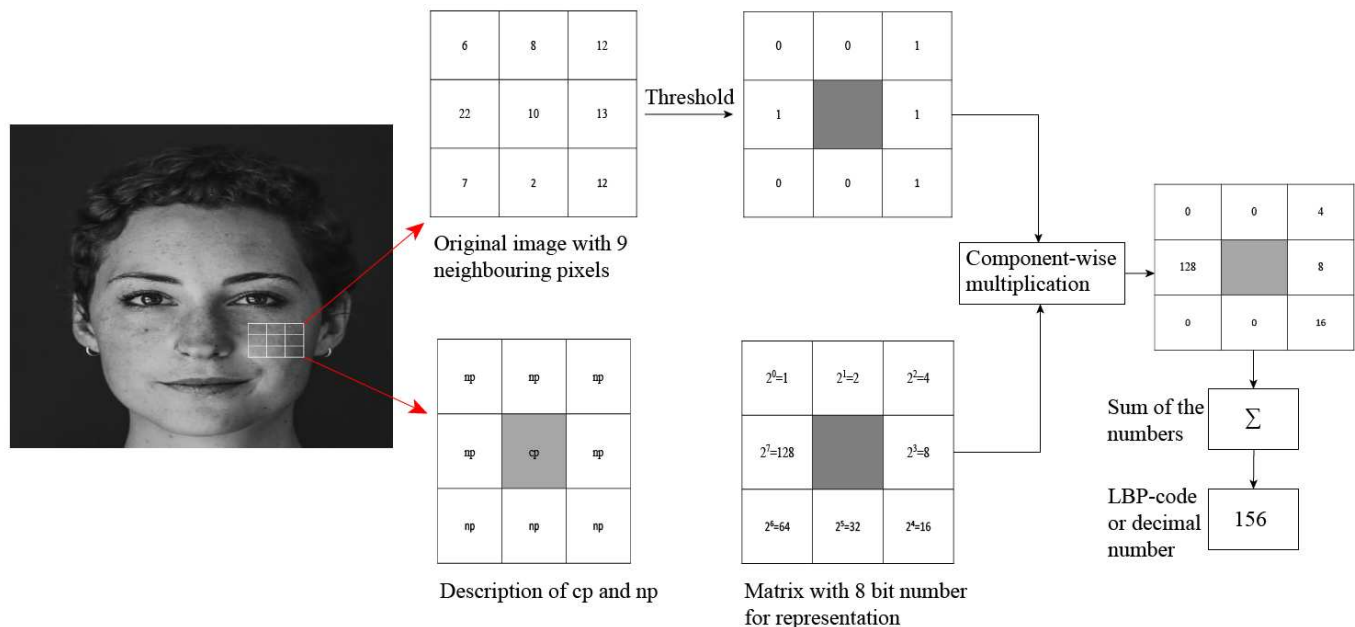 6 8 12
22 10 13
7 2 12
Original image with 9
neighbouring pixels
Threshold
0 0 1
1 1
0 0 1
np np np
np cp np
np np np
Description of cp and np
2⁰=1 2¹=2 2²=4
2⁷=128 2³=8
2⁶=64 2⁵=32 2⁴=16
Matrix with 8 bit number
for representation
Component-wise
multiplication
0 0 4
128 8
0 0 16
Sum of the
numbers
∑
LBP-code
or decimal
number
156